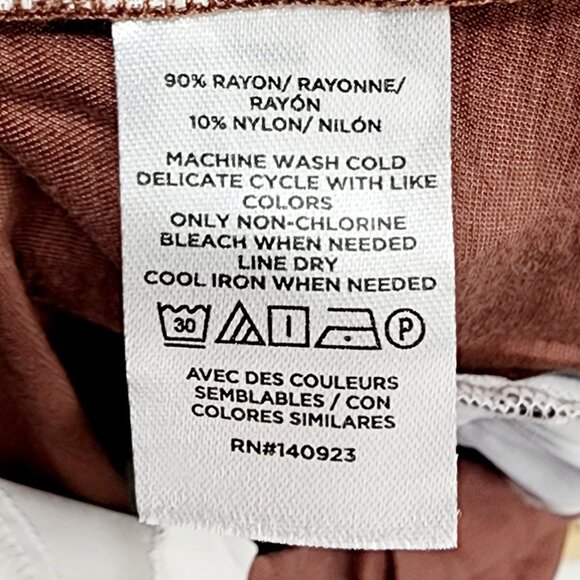 90% RAYON/ RAYONNE/
RAYÓN
10% NYLON/ NILÓN
MACHINE WASH COLD
DELICATE CYCLE WITH LIKE
COLORS
ONLY NON-CHLORINE
BLEACH WHEN NEEDED
LINE DRY
COOL IRON WHEN NEEDED
30 P
AVEC DES COULEURS
SEMBLABLES / CON
COLORES SIMILARES
RN#140923